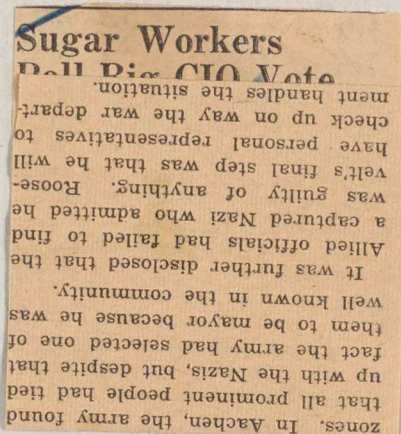 Sugar Workers
Poll Big CIO Vote
zones. In Aachen, the army found
that all prominent people had tied
up with the Nazis, but despite that
fact the army had selected one of
them to be mayor because he was
well known in the community.
It was further disclosed that the
Allied officials had failed to find
a captured Nazi who admitted he
was guilty of anything. Roose-
velt's final step was that he will
have personal representatives to
check up on way the war depart-
ment handles the situation.